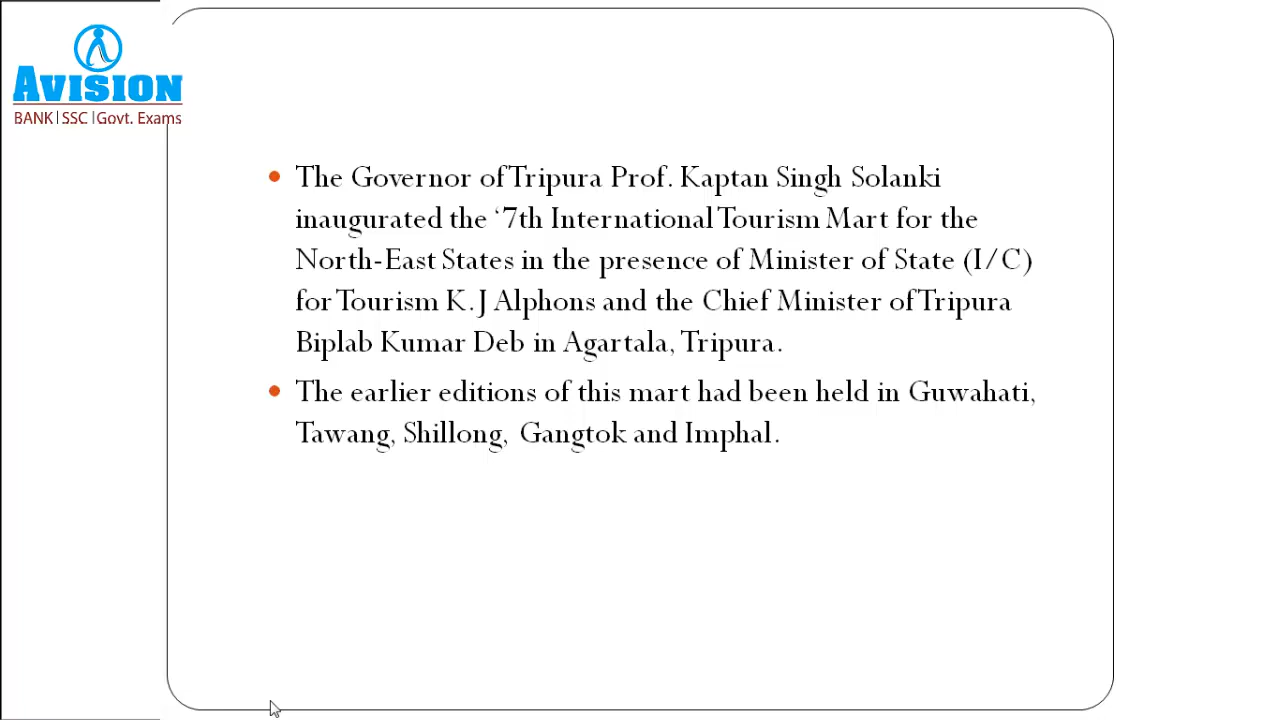 AVISION
BANK|SSC|Govt. Exams
The Governor of Tripura Prof. Kaptan Singh Solanki
inaugurated the ‘7th International Tourism Mart for the
North-East States in the presence of Minister of State (I/C)
for Tourism K.J Alphons and the Chief Minister of Tripura
Biplab Kumar Deb in Agartala, Tripura.
The earlier editions of this mart had been held in Guwahati,
Tawang, Shillong, Gangtok and Imphal.